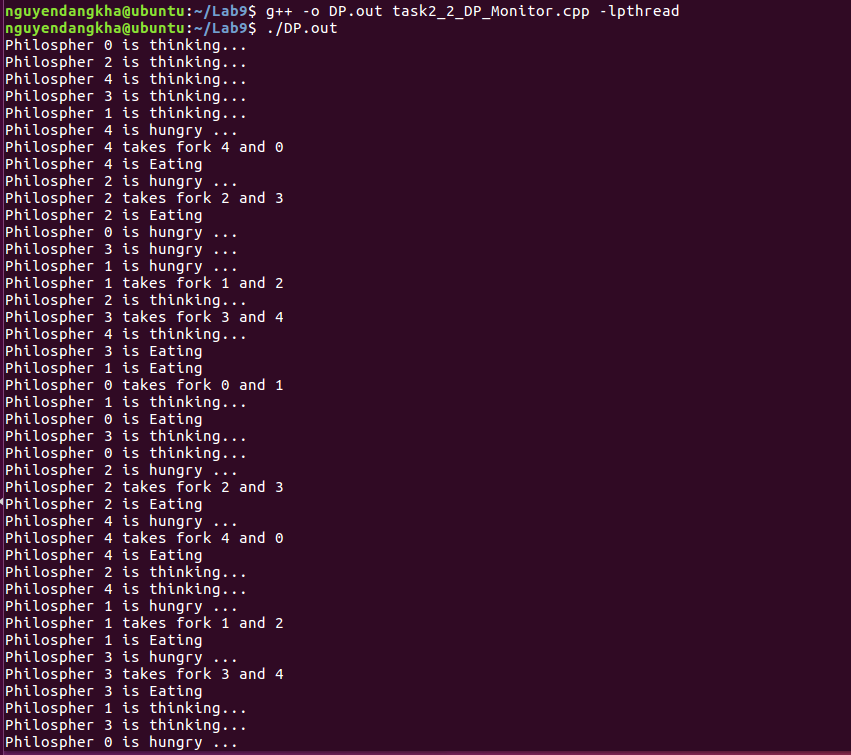 nguyendangkha@ubuntu:~/Lab9$ g++ -o DP.out task2_2_DP_Monitor.cpp -lpthread
nguyendangkha@ubuntu:~/Lab9$ ./DP.out
Philospher 0 is thinking...
Philospher 2 is thinking...
Philospher 4 is thinking...
Philospher 3 is thinking...
Philospher 1 is thinking...
Philospher 4 is hungry ...
Philospher 4 takes fork 4 and 0
Philospher 4 is Eating
Philospher 2 is hungry ...
Philospher 2 takes fork 2 and 3
Philospher 2 is Eating
Philospher 0 is hungry ...
Philospher 3 is hungry ...
Philospher 1 is hungry ...
Philospher 1 takes fork 1 and 2
Philospher 2 is thinking...
Philospher 3 takes fork 3 and 4
Philospher 4 is thinking...
Philospher 3 is Eating
Philospher 1 is Eating
Philospher 0 takes fork 0 and 1
Philospher 1 is thinking...
Philospher 0 is Eating
Philospher 3 is thinking...
Philospher 0 is thinking...
Philospher 2 is hungry ...
Philospher 2 takes fork 2 and 3
Philospher 2 is Eating
Philospher 4 is hungry ...
Philospher 4 takes fork 4 and 0
Philospher 4 is Eating
Philospher 2 is thinking...
Philospher 4 is thinking...
Philospher 1 is hungry ...
Philospher 1 takes fork 1 and 2
Philospher 1 is Eating
Philospher 3 is hungry ...
Philospher 3 takes fork 3 and 4
Philospher 3 is Eating
Philospher 1 is thinking...
Philospher 3 is thinking...
Philospher 0 is hungry ...